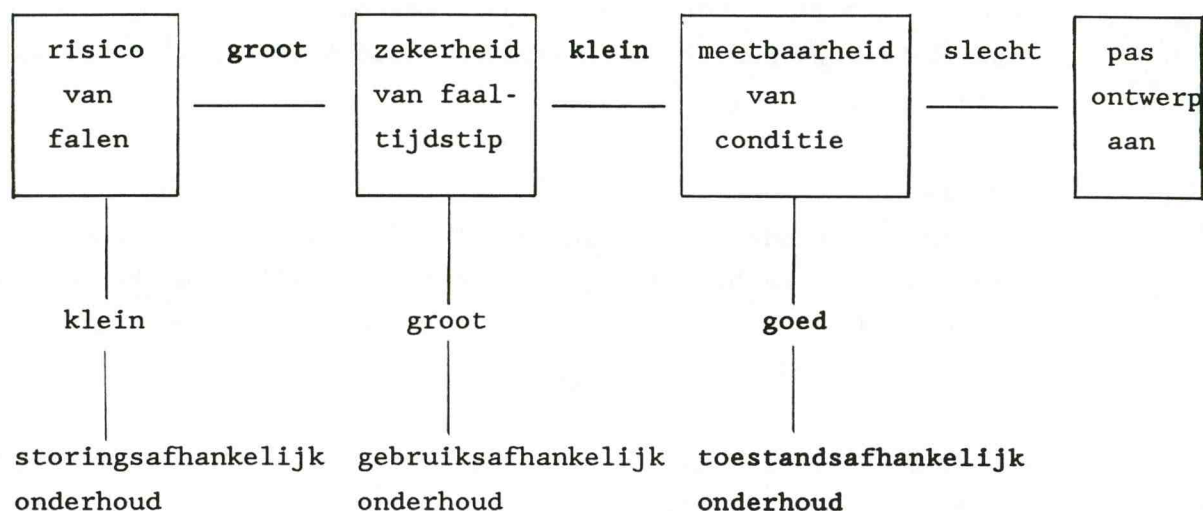 risico
van
falen
groot
zekerheid
van faal-
tijdstip
klein
meetbaarheid
van
conditie
slecht
pas
ontwerp
aan
klein
groot
goed
storingsafhankelijk
onderhoud
gebruiksafhankelijk
onderhoud
toestandsafhankelijk
onderhoud